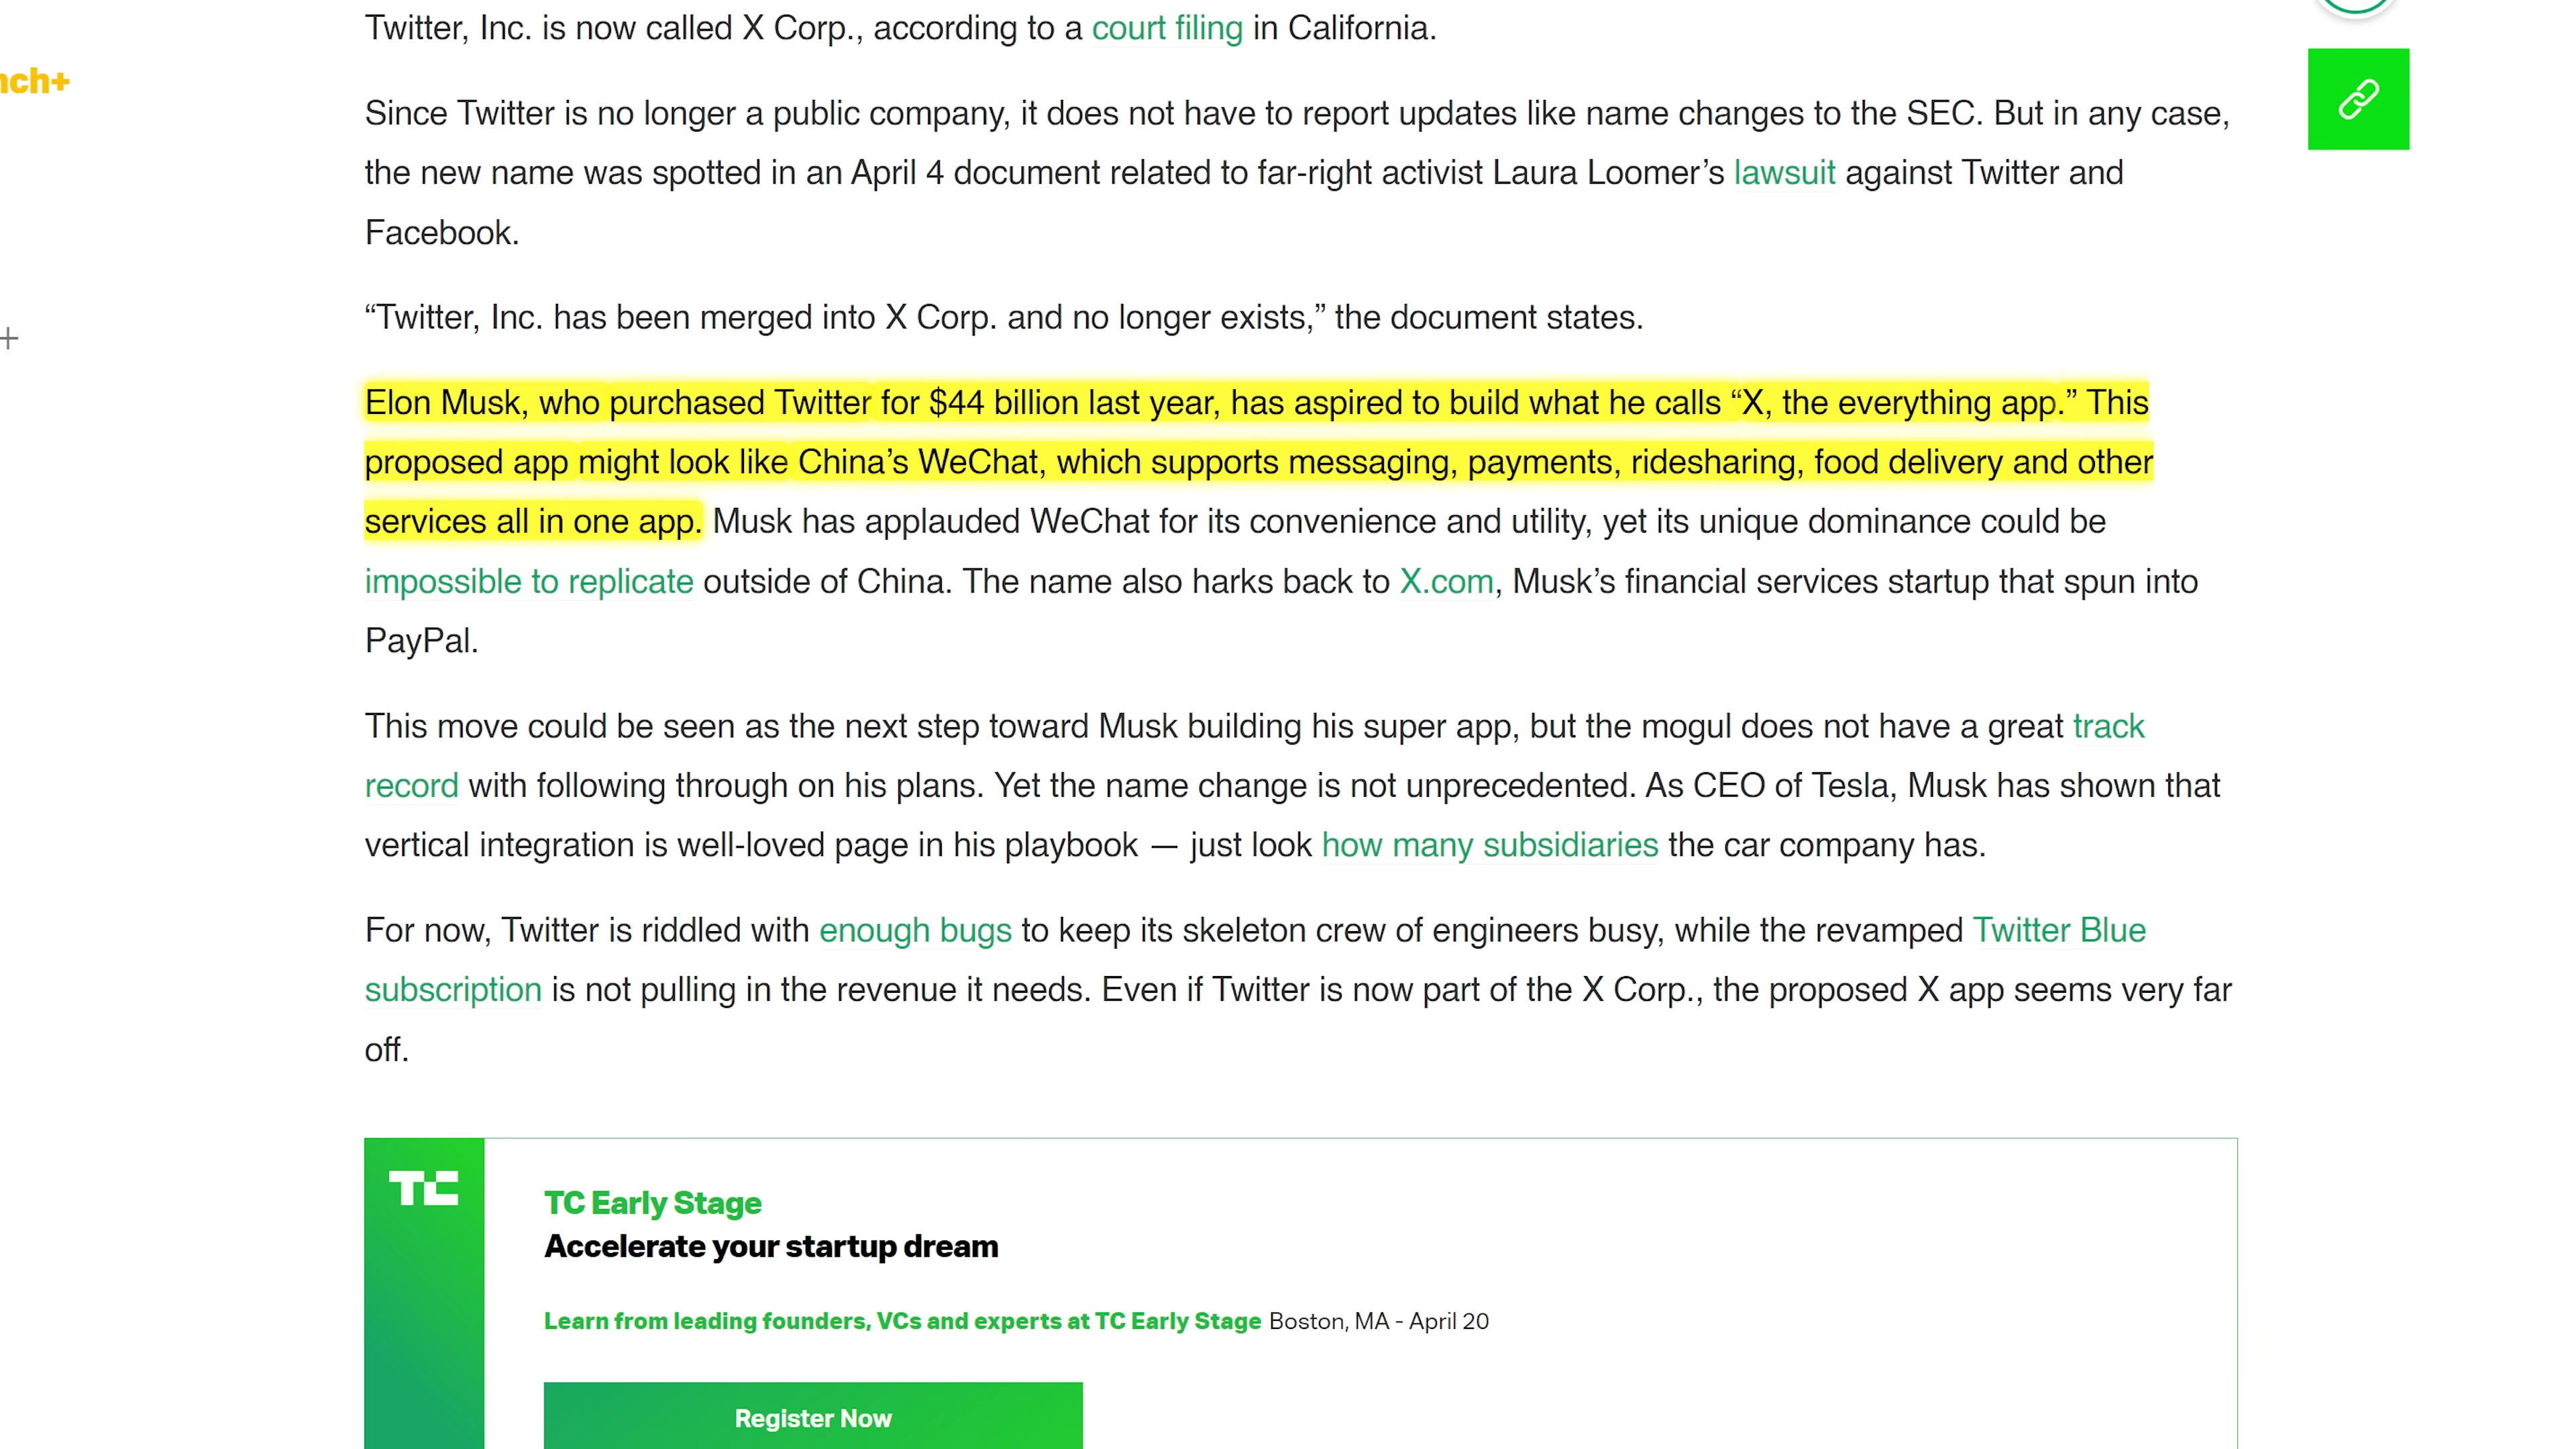 Twitter, Inc. is now called X Corp., according to a court filing in California.
nch+
Since Twitter is no longer a public company, it does not have to report updates like name changes to the SEC. But in any case,
the new name was spotted in an April 4 document related to far-right activist Laura Loomer’s lawsuit against Twitter and
Facebook.
“Twitter, Inc. has been merged into X Corp. and no longer exists,” the document states.
+
Elon Musk, who purchased Twitter for $44 billion last year, has aspired to build what he calls “X, the everything app.” This
proposed app might look like China’s WeChat, which supports messaging, payments, ridesharing, food delivery and other
services all in one app. Musk has applauded WeChat for its convenience and utility, yet its unique dominance could be
impossible to replicate outside of China. The name also harks back to X.com, Musk’s financial services startup that spun into
PayPal.
This move could be seen as the next step toward Musk building his super app, but the mogul does not have a great track
record with following through on his plans. Yet the name change is not unprecedented. As CEO of Tesla, Musk has shown that
vertical integration is well-loved page in his playbook — just look how many subsidiaries the car company has.
For now, Twitter is riddled with enough bugs to keep its skeleton crew of engineers busy, while the revamped Twitter Blue
subscription is not pulling in the revenue it needs. Even if Twitter is now part of the X Corp., the proposed X app seems very far
off.
TC
TC Early Stage
Accelerate your startup dream
Learn from leading founders, VCs and experts at TC Early Stage Boston, MA - April 20
Register Now